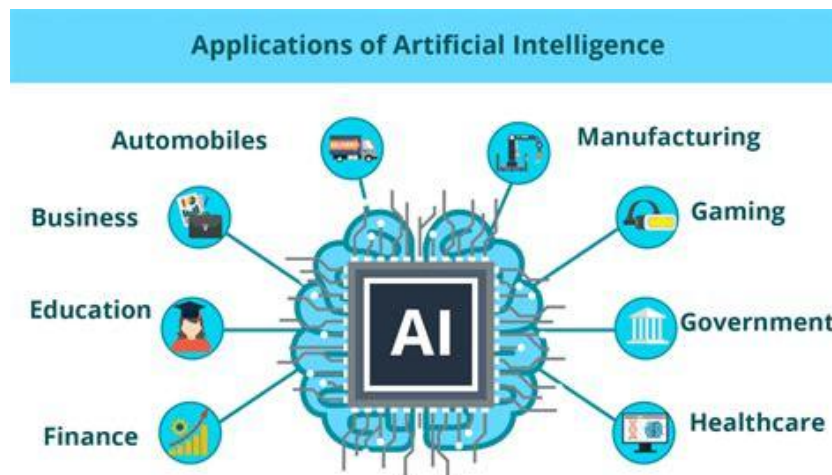 Applications of Artificial Intelligence
Automobiles
Manufacturing
Business
Gaming
Education
Government
AI
Finance
Healthcare